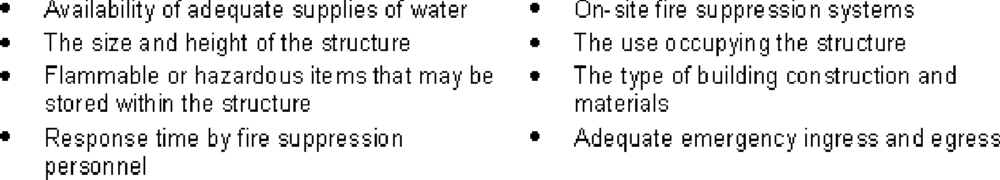 • Availability of adequate supplies of water
• The size and height of the structure
• Flammable or hazardous items that may be
stored within the structure
• Response time by fire suppression
personnel
• On-site fire suppression systems
• The use occupying the structure
• The type of building construction and
materials
• Adequate emergency ingress and egress